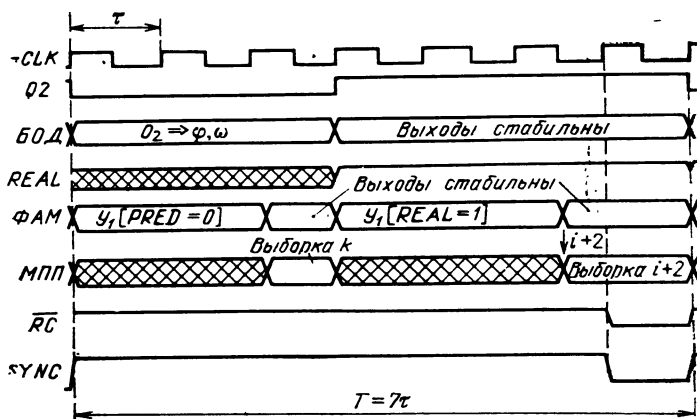 τ
¬CLK
Q2
БОД O₂⇒φ,ω Выходы стабильны
REAL
Выходы стабильны
ФАМ y₁[PRED=0] y₁[REAL=1]
Выборка k i+2
МПП Выборка i+2
RC
SYNC
T=7τ